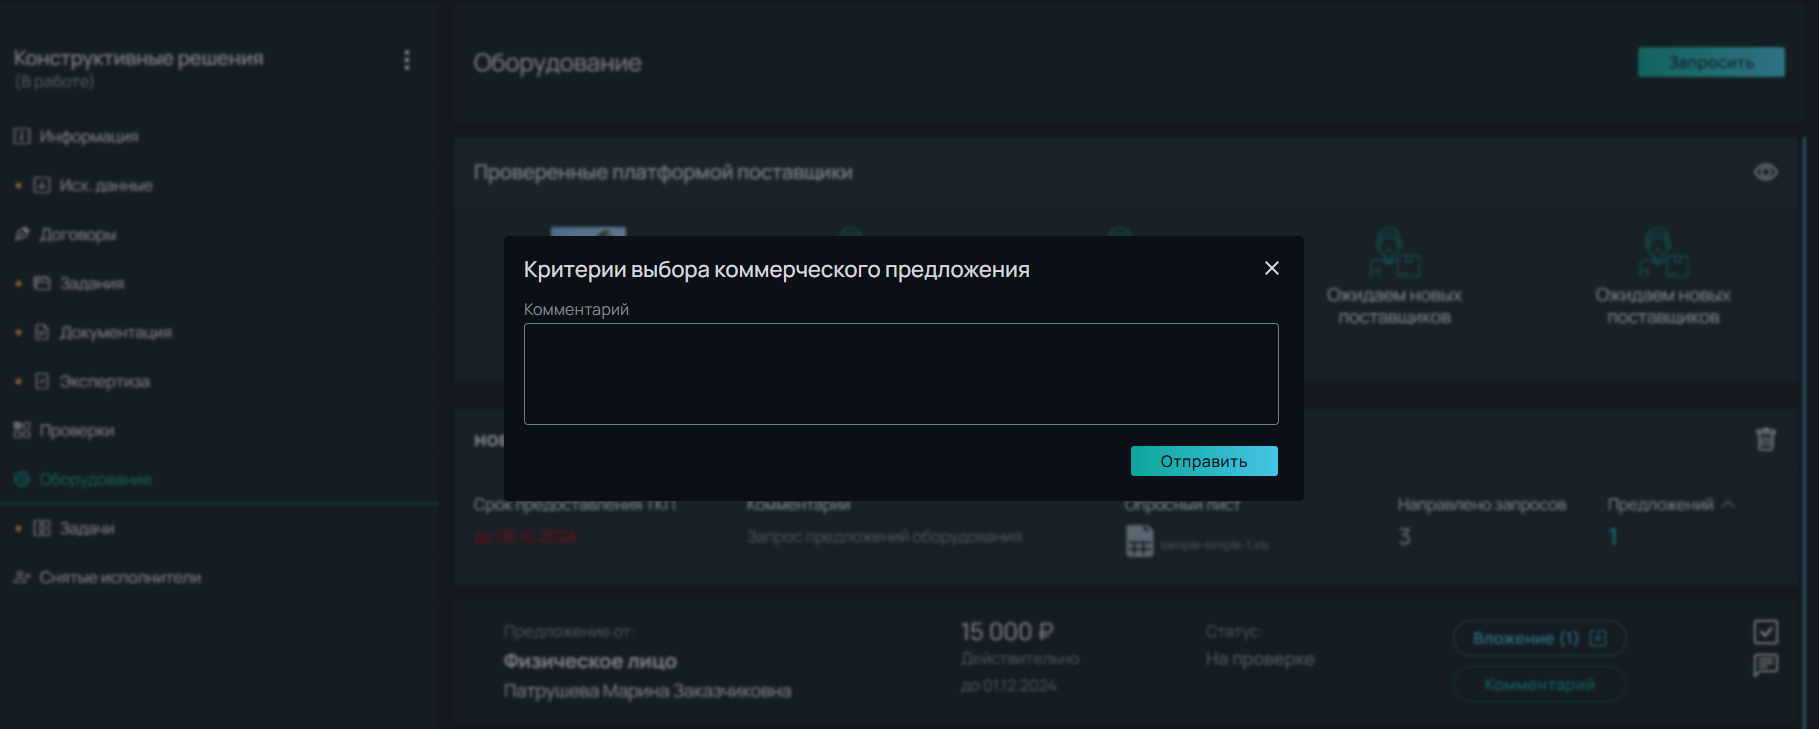 Конструктивные решения
(В работе)
Информация
Исх. данные
Договоры
Задания
Документация
Экспертиза
Проверки
Оборудование
Задачи
Снятые исполнители
Оборудование
Запросить
Проверенные платформой поставщики
Ожидаем новых
поставщиков
Ожидаем новых
поставщиков
Критерии выбора коммерческого предложения
Комментарий
Отправить
Срок предоставления ТКП
до 06.10.2024
Комментарий
Запрос предложений оборудования
Опросный лист
sample-simple-1.xls
Направлено запросов
3
Предложений
1
Предложение от:
Физическое лицо
Патрушева Марина Заказчиковна
15 000 ₽
Действительно
до 01.12.2024
Статус:
На проверке
Вложение (1)
Комментарий